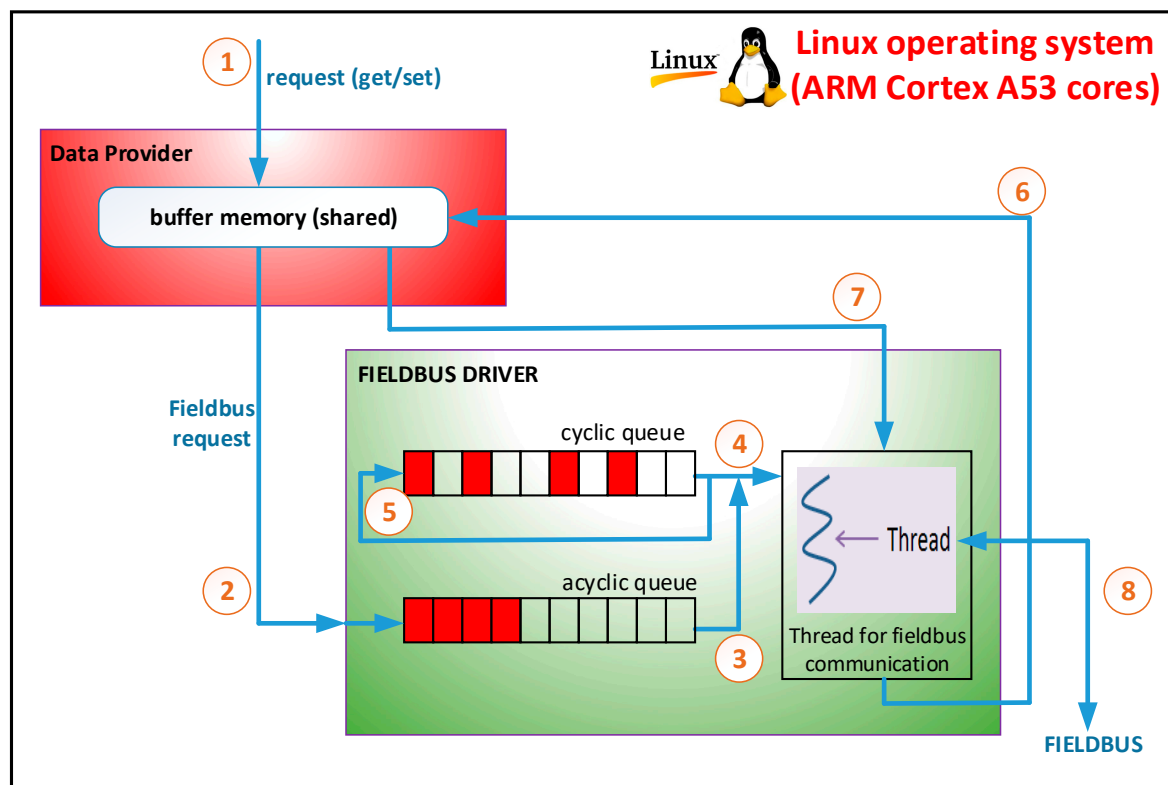 Linux
Linux operating system
(ARM Cortex A53 cores)
1
request (get/set)
Data Provider
buffer memory (shared)
6
7
FIELDBUS DRIVER
Fieldbus
request
cyclic queue
4
5
Thread
acyclic queue
2
8
3
Thread for fieldbus
communication
FIELDBUS